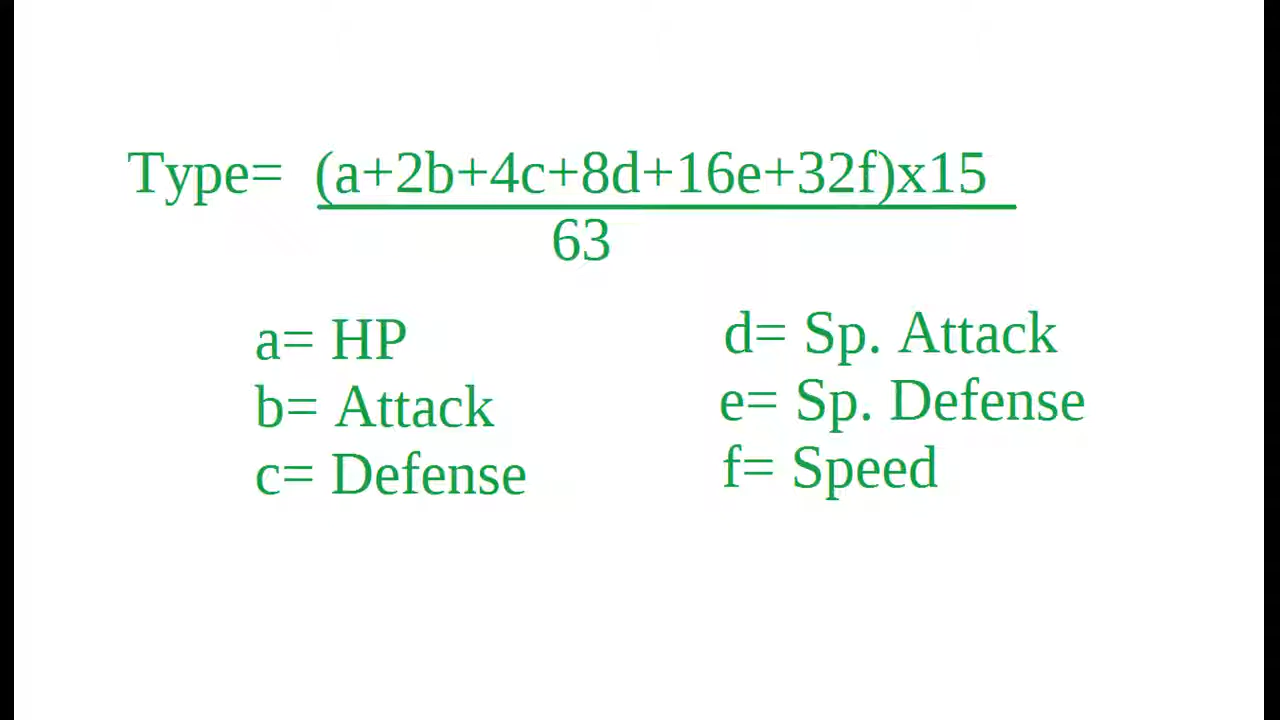 Type= (a+2b+4c+8d+16e+32f)x15
63
a= HP
b= Attack
c= Defense
d= Sp. Attack
e= Sp. Defense
f= Speed